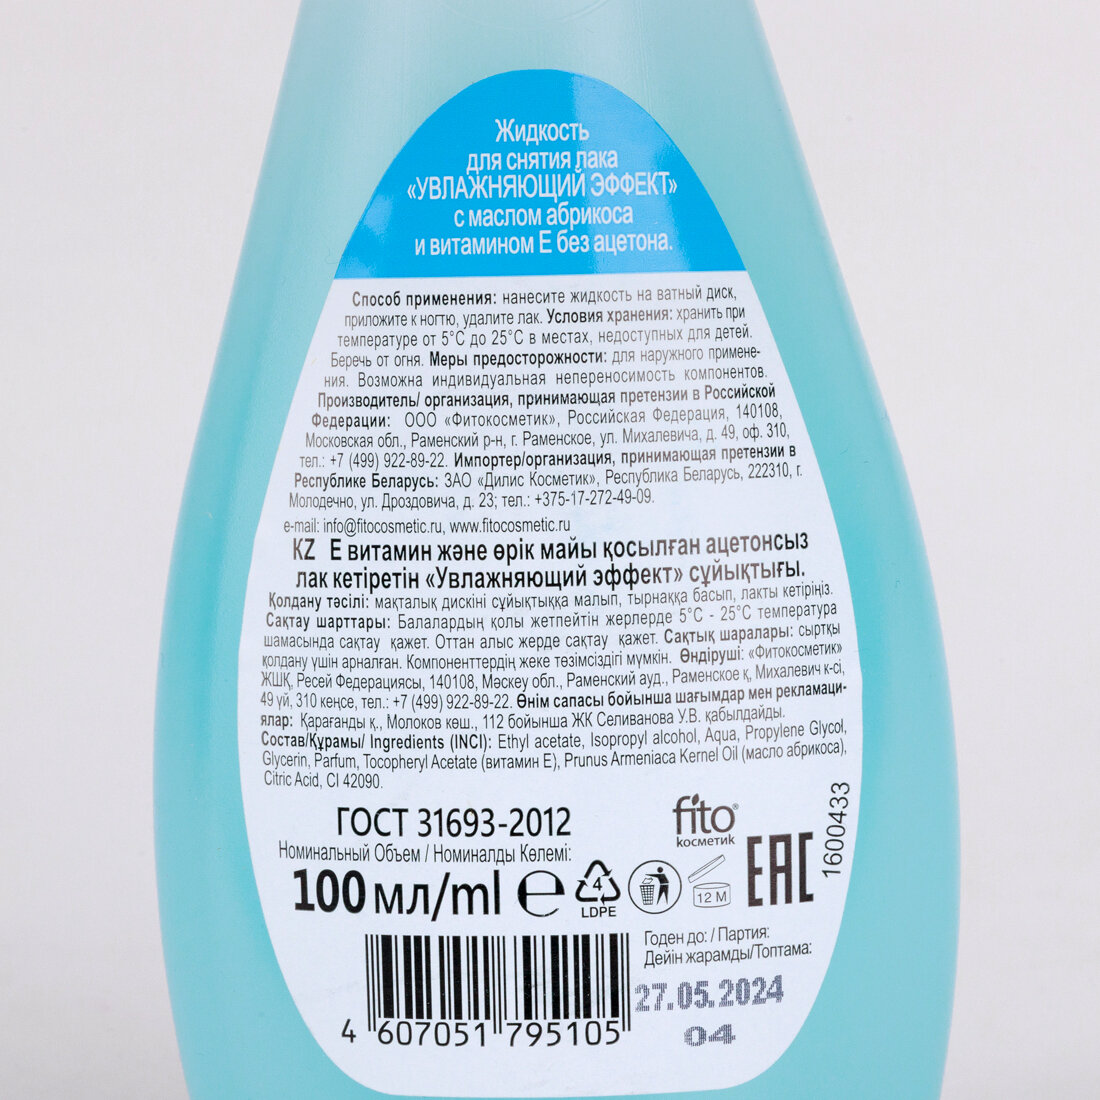 Жидкость
для снятия лака
«УВЛАЖНЯЮЩИЙ ЭФФЕКТ»
с маслом абрикоса
и витамином Е без ацетона.
Способ применения: нанесите жидкость на ватный диск,
приложите к ногтю, удалите лак. Условия хранения: хранить при
температуре от 5°C до 25°C в местах, недоступных для детей.
Беречь от огня. Меры предосторожности: для наружного примене-
ния. Возможна индивидуальная непереносимость компонентов.
Производитель/ организация, принимающая претензии в Российской
Федерации: ООО «Фитокосметик», Российская Федерация, 140108,
Московская обл., Раменский р-н, г. Раменское, ул. Михалевича, д. 49, оф. 310,
тел.: +7 (499) 922-89-22. Импортер/организация, принимающая претензии в
Республике Беларусь: ЗАО «Дилис Косметик», Республика Беларусь, 222310, г.
Молодечно, ул. Дроздовича, д. 23; тел.: +375-17-272-49-09.
e-mail: info@fitocosmetic.ru, www.fitocosmetic.ru
KZ Е витамин және өрік майы қосылған ацетонсыз
лак кетіретін «Увлажняющий эффект» сұйықтығы.
Қолдану тәсілі: мақталық дискіні сұйықтыққа малып, тырнаққа басып, лакты кетіріңіз.
Сақтау шарттары: Балалардың қолы жетпейтін жерлерде 5°C - 25°C температура
шамасында сақтау қажет. Оттан алыс жерде сақтау қажет. Сақтық шаралары: сыртқы
қолдану үшін арналған. Компоненттердің жеке төзімсіздігі мүмкін. Өндіруші: «Фитокосметик»
ЖШҚ, Ресей Федерациясы, 140108, Мәскеу обл., Раменский ауд., Раменское қ, Михалевич к-сі,
49 үй, 310 кеңсе, тел.: +7 (499) 922-89-22. Өнім сапасы бойынша шағымдар мен рекламаци-
ялар: Қарағанды қ., Молоков көш., 112 бойынша ЖК Селиванова У.В. қабылдайды.
Состав/Құрамы/ Ingredients (INCI): Ethyl acetate, Isopropyl alcohol, Aqua, Propylene Glycol,
Glycerin, Parfum, Tocopheryl Acetate (витамин Е), Prunus Armeniaca Kernel Oil (масло абрикоса),
Citric Acid, CI 42090.
ГОСТ 31693-2012
fito®
косметик
Номинальный Объем / Номиналды Көлемі:
100 мл/ml ℮ 4 LDPE 12 M EAC
1600433
Годен до: / Партия:
Дейін жарамды/Топтама:
27.05.2024
04
4 607051 795105